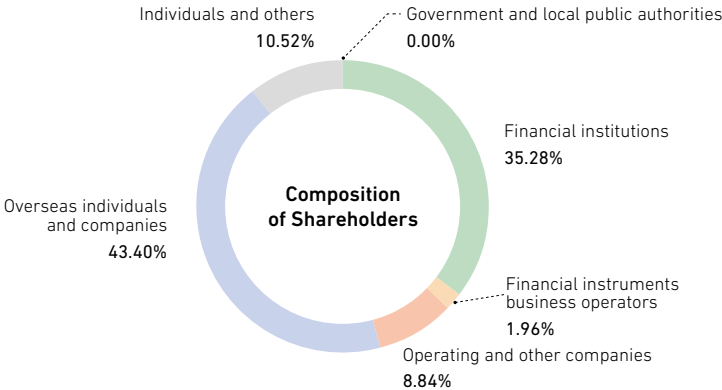 Individuals and others
10.52%
Government and local public authorities
0.00%
Financial institutions
35.28%
Composition
of Shareholders
Overseas individuals
and companies
43.40%
Financial instruments
business operators
1.96%
Operating and other companies
8.84%